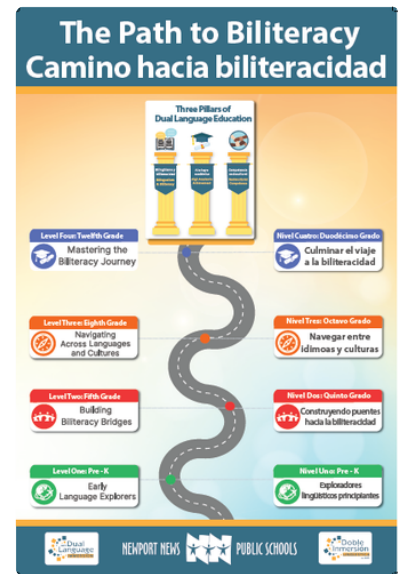 The Path to Biliteracy
Camino hacia biliteracidad
Three Pillars of
Dual Language Education
Level Four: Twelfth Grade
Mastering the
Biliteracy Journey
Nivel Cuatro: Duodécimo Grado
Culminar el viaje
a la biliteracidad
Level Three: Eighth Grade
Navigating
Across Languages
and Cultures
Nivel Tres: Octavo Grado
Navegar entre
idimoas y culturas
Level Two: Fifth Grade
Building
Biliteracy Bridges
Nivel Dos: Quinto Grado
Construyendo puentes
hacia la biliteracidad
Level One: Pre - K
Early
Language Explorers
Nivel Uno: Pre - K
Exploradores
lingüísticos principiantes
Dual
Language
NEWPORT NEWS
PUBLIC SCHOOLS
Doble
Inmersión